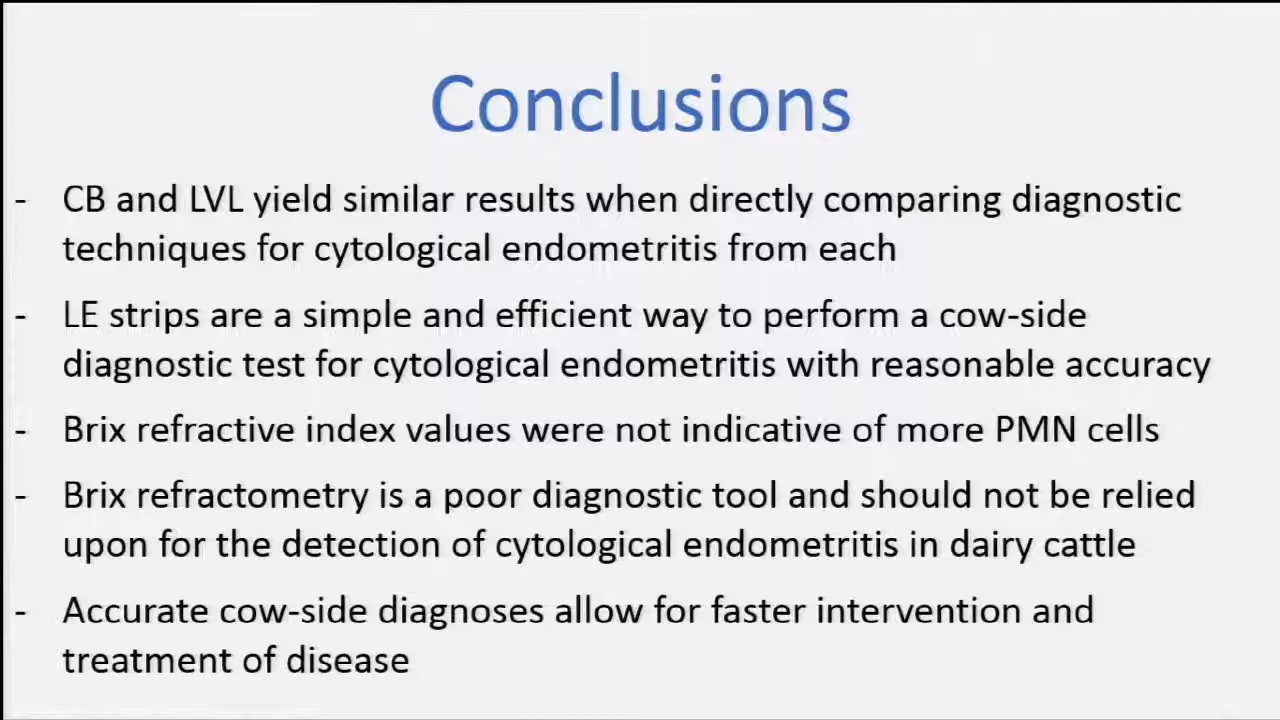 Conclusions
- CB and LVL yield similar results when directly comparing diagnostic
techniques for cytological endometritis from each
- LE strips are a simple and efficient way to perform a cow-side
diagnostic test for cytological endometritis with reasonable accuracy
- Brix refractive index values were not indicative of more PMN cells
- Brix refractometry is a poor diagnostic tool and should not be relied
upon for the detection of cytological endometritis in dairy cattle
- Accurate cow-side diagnoses allow for faster intervention and
treatment of disease